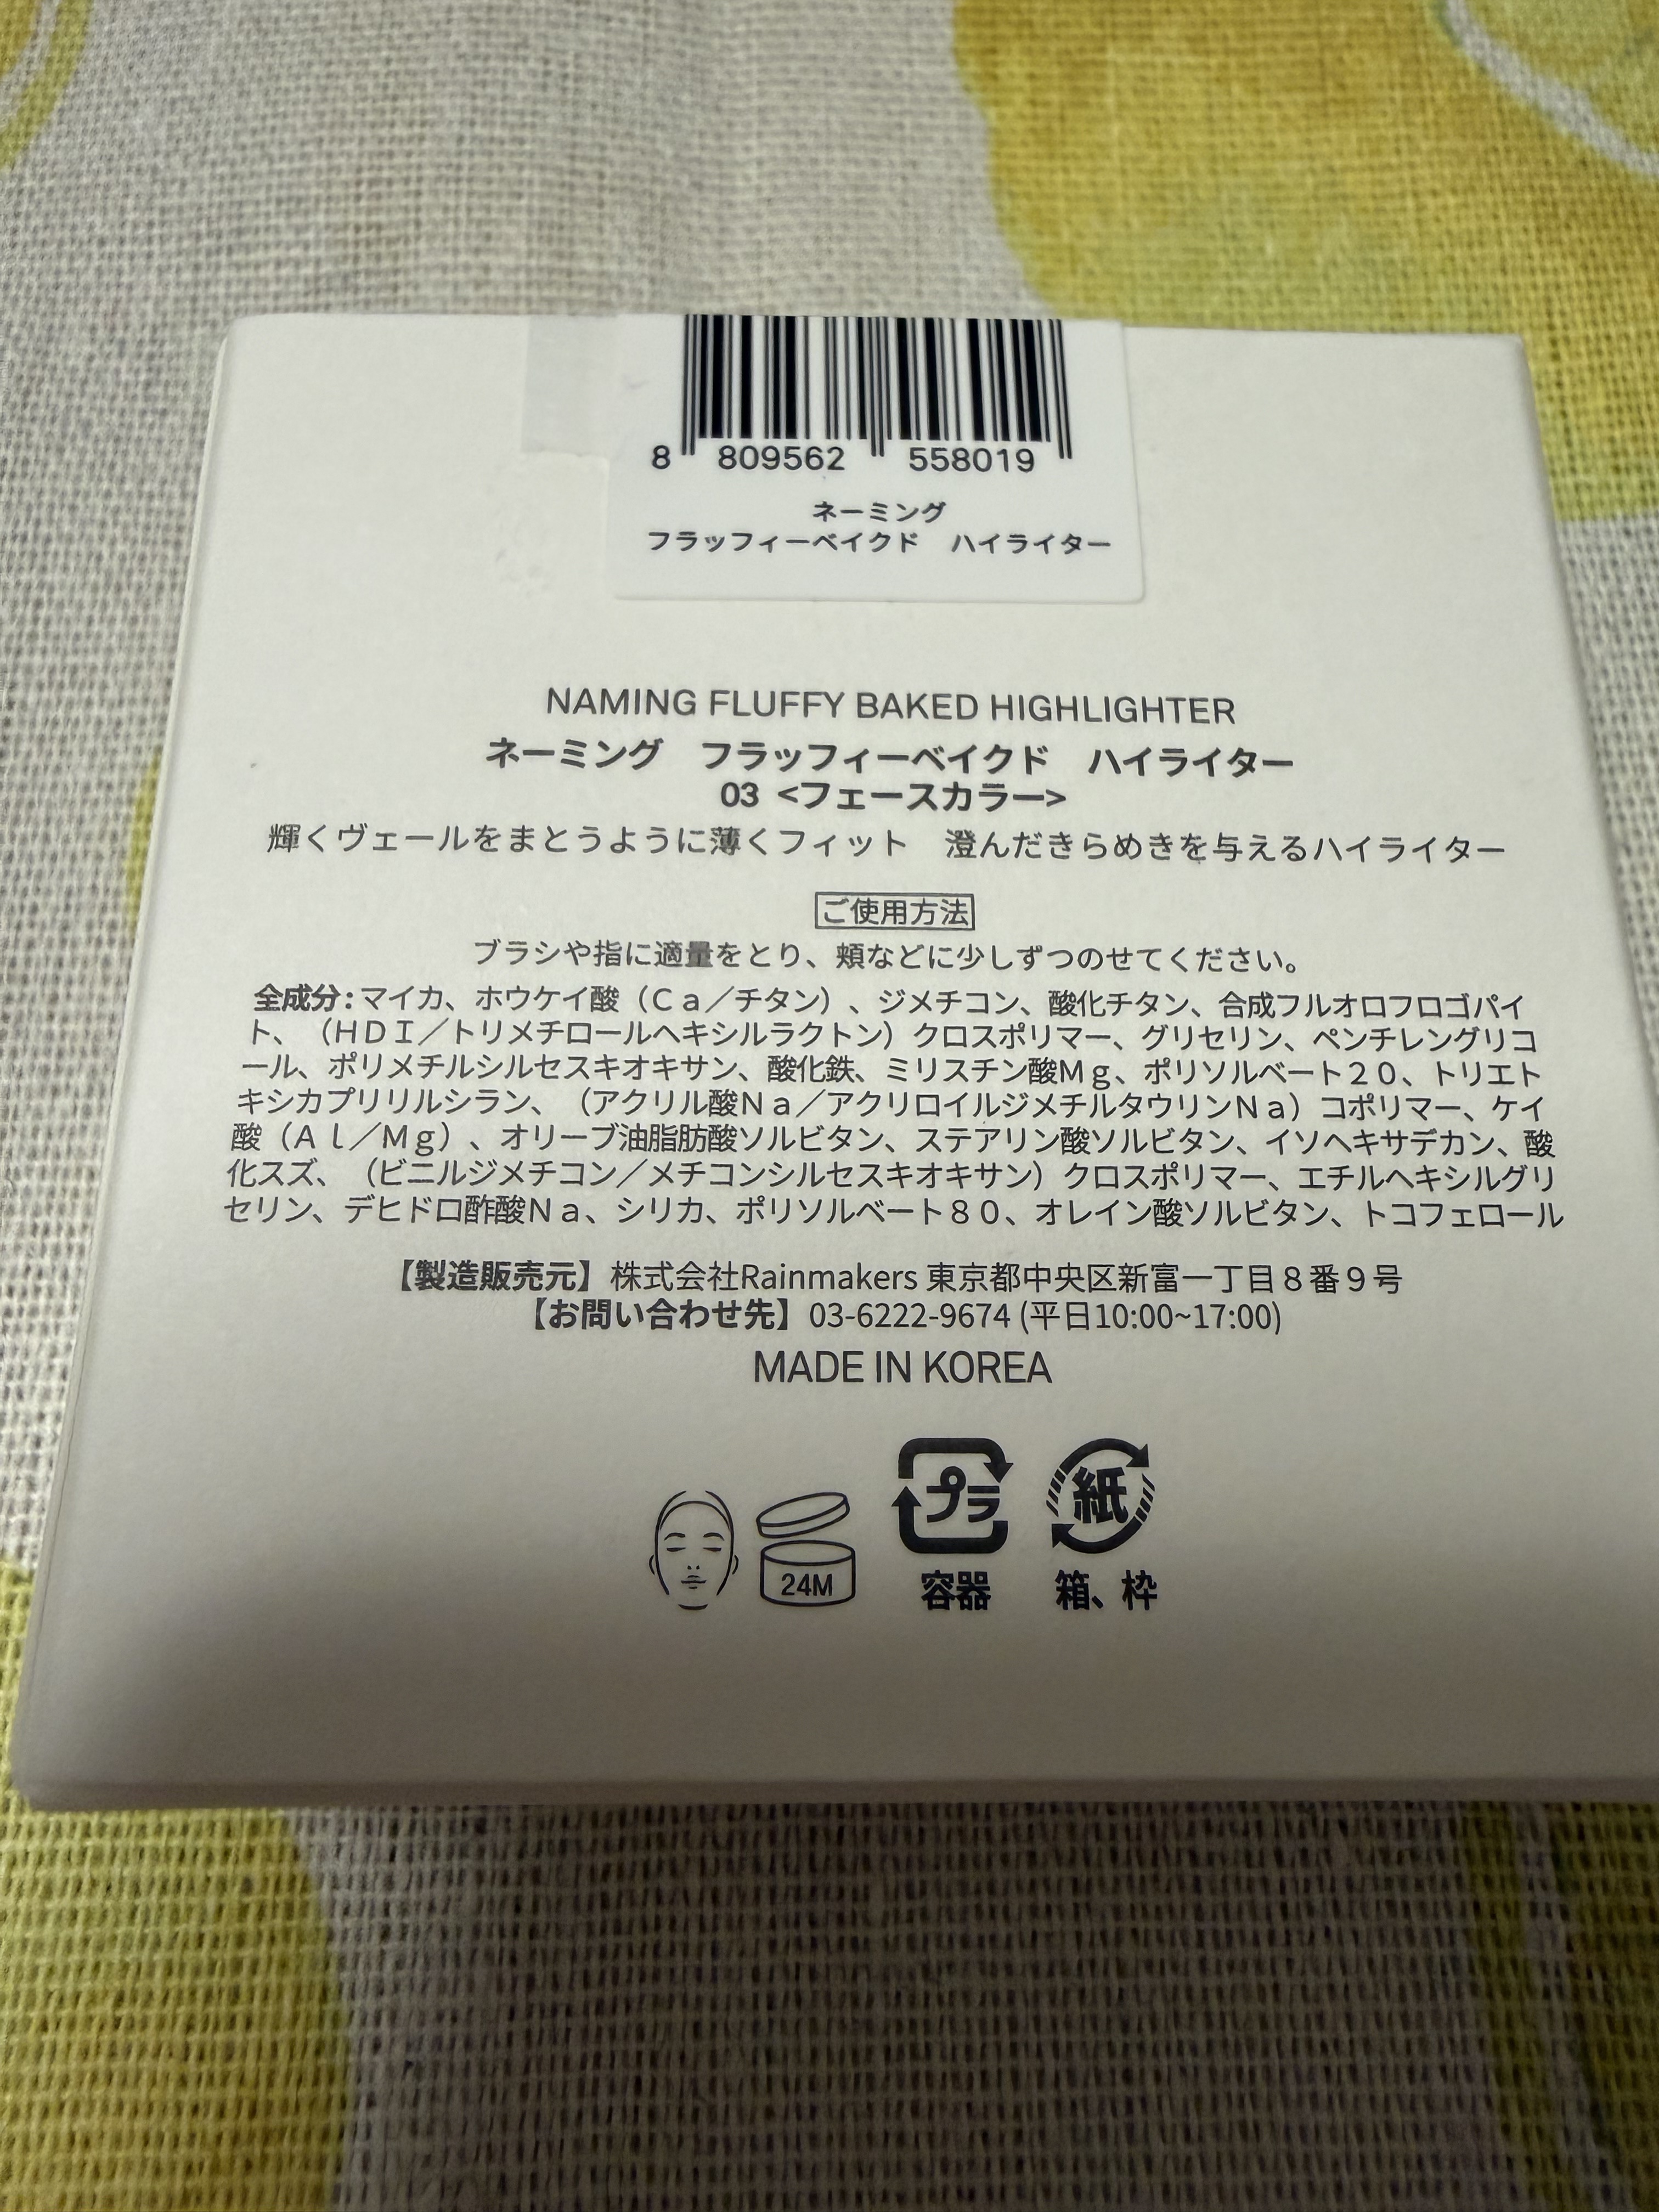 8 809562 558019
ネーミング
フラッフィーベイクド　ハイライター
NAMING FLUFFY BAKED HIGHLIGHTER
ネーミング　フラッフィーベイクド　ハイライター
03 <フェースカラー>
輝くヴェールをまとうように薄くフィット　澄んだきらめきを与えるハイライター
ご使用方法
ブラシや指に適量をとり、頬などに少しずつのせてください。
全成分：マイカ、ホウケイ酸（Ｃａ／チタン）、ジメチコン、酸化チタン、合成フルオロフロゴパイ
ト、（ＨＤＩ／トリメチロールヘキシルラクトン）クロスポリマー、グリセリン、ペンチレングリコ
ール、ポリメチルシルセスキオキサン、酸化鉄、ミリスチン酸Ｍｇ、ポリソルベート２０、トリエト
キシカプリリルシラン、（アクリル酸Ｎａ／アクリロイルジメチルタウリンＮａ）コポリマー、ケイ
酸（Ａｌ／Ｍｇ）、オリーブ油脂肪酸ソルビタン、ステアリン酸ソルビタン、イソヘキサデカン、酸
化スズ、（ビニルジメチコン／メチコンシルセスキオキサン）クロスポリマー、エチルヘキシルグリ
セリン、デヒドロ酢酸Ｎａ、シリカ、ポリソルベート８０、オレイン酸ソルビタン、トコフェロール
【製造販売元】株式会社Rainmakers 東京都中央区新富一丁目８番９号
【お問い合わせ先】03-6222-9674 (平日10:00~17:00)
MADE IN KOREA
24M
プラ
容器
紙
箱、枠